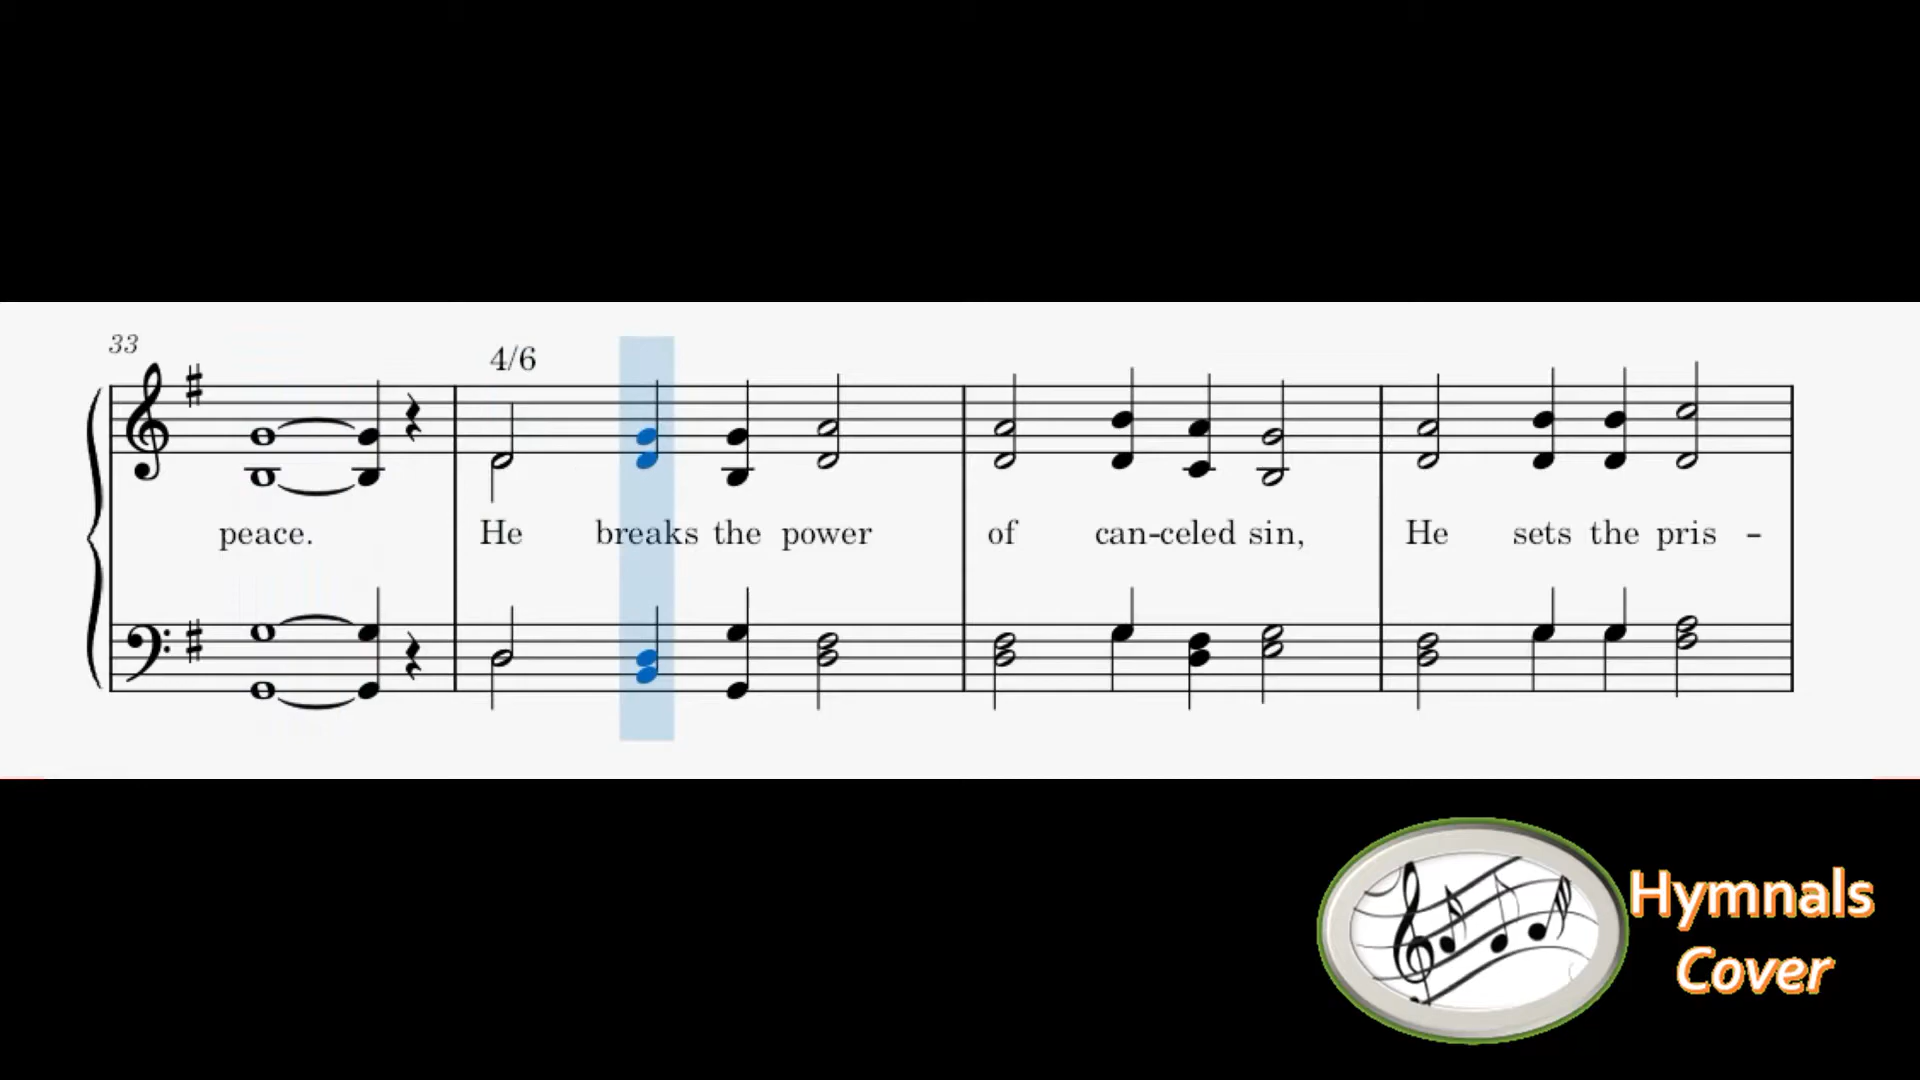 33
4/6
peace. He breaks the power of can-celed sin, He sets the pris -
Hymnals
Cover